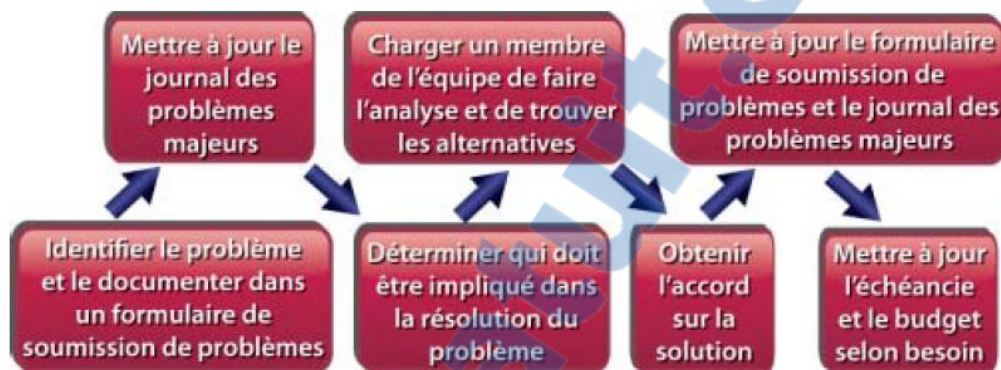 Identifier le problème
et le documenter dans
un formulaire de
soumission de problèmes
Mettre à jour le
journal des
problèmes
majeurs
Déterminer qui doit
être impliqué dans
la résolution du
problème
Charger un membre
de l'équipe de faire
l'analyse et de trouver
les alternatives
Obtenir
l'accord
sur la
solution
Mettre à jour le formulaire
de soumission de
problèmes et le journal des
problèmes majeurs
Mettre à jour
l'échéancie
et le budget
selon besoin